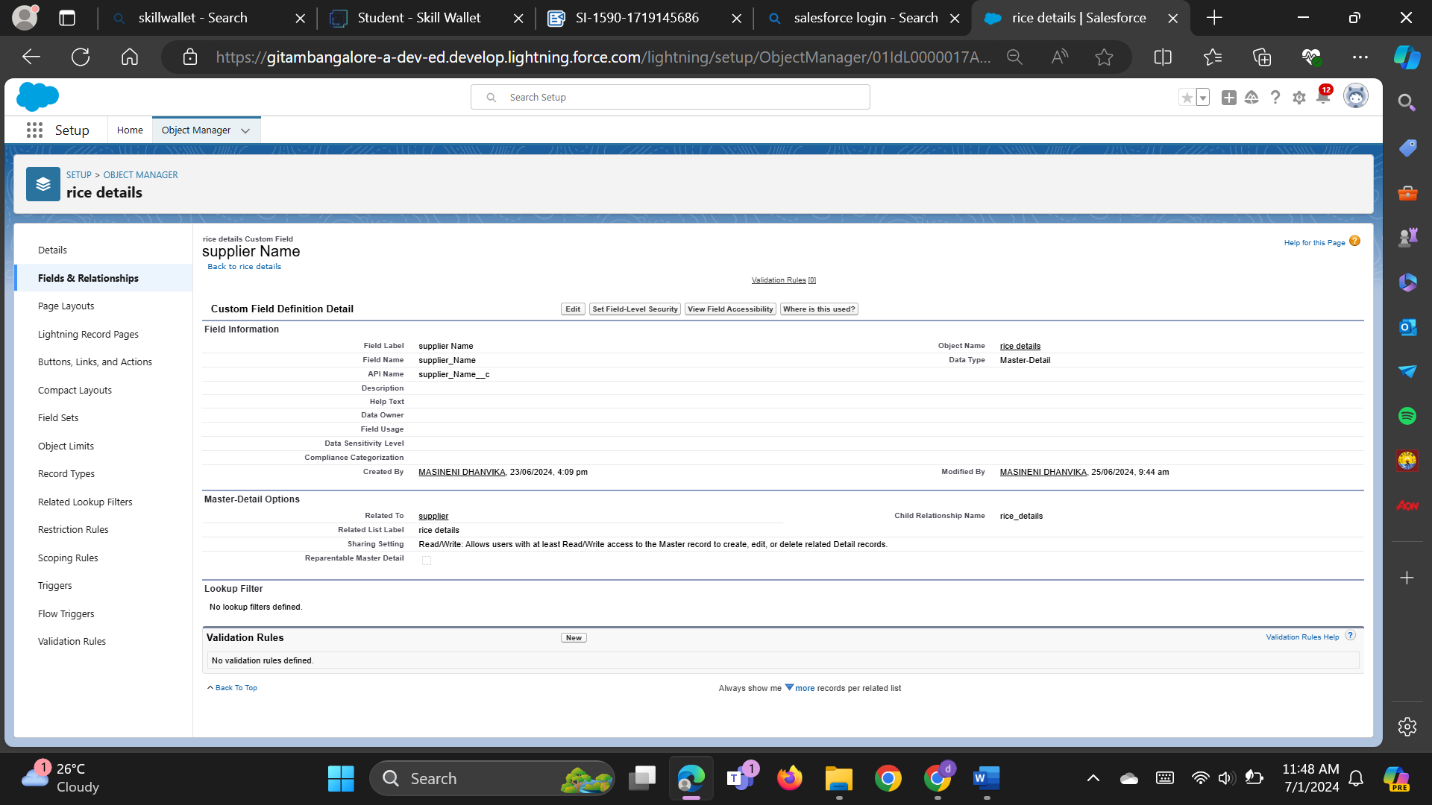 skillwallet - Search
Student - Skill Wallet
SI-1590-1719145686
salesforce login - Search
rice details | Salesforce
https://gitambangalore-a-dev-ed.develop.lightning.force.com/lightning/setup/ObjectManager/01IdL0000017A...
Search Setup
12
Setup
Home
Object Manager
SETUP > OBJECT MANAGER
rice details
Details
Fields & Relationships
Page Layouts
Lightning Record Pages
Buttons, Links, and Actions
Compact Layouts
Field Sets
Object Limits
Record Types
Related Lookup Filters
Restriction Rules
Scoping Rules
Triggers
Flow Triggers
Validation Rules
rice details Custom Field
supplier Name
Back to rice details
Help for this Page
Validation Rules [0]
Custom Field Definition Detail
Edit
Set Field-Level Security
View Field Accessibility
Where is this used?
Field Information
Field Label supplier Name Object Name rice details
Field Name supplier_Name Data Type Master-Detail
API Name supplier_Name__c
Description
Help Text
Data Owner
Field Usage
Data Sensitivity Level
Compliance Categorization
Created By MASINENI DHANVIKA, 23/06/2024, 4:09 pm Modified By MASINENI DHANVIKA, 25/06/2024, 9:44 am
Master-Detail Options
Related To supplier Child Relationship Name rice_details
Related List Label rice details
Sharing Setting Read/Write: Allows users with at least Read/Write access to the Master record to create, edit, or delete related Detail records.
Reparentable Master Detail
Lookup Filter
No lookup filters defined.
Validation Rules
New
Validation Rules Help ?
No validation rules defined.
Back To Top
Always show me more records per related list
Aon
1
26°C
Cloudy
Search
1
d
11:48 AM
7/1/2024
PRE